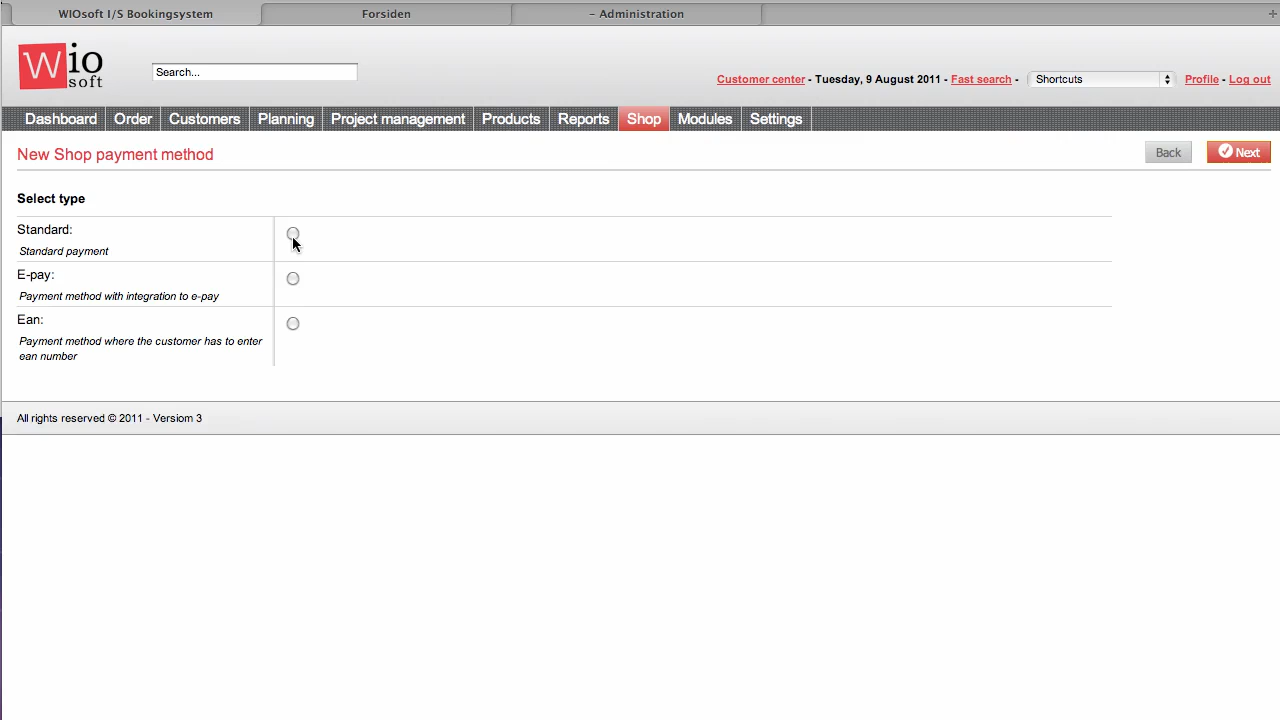 WIOsoft I/S Bookingsystem
Forsiden
- Administration
Wio
soft
Search...
Customer center - Tuesday, 9 August 2011 - Fast search -
Shortcuts
Profile - Log out
Dashboard Order Customers Planning Project management Products Reports Shop Modules Settings
New Shop payment method
Back
Next
Select type
Standard:
Standard payment
E-pay:
Payment method with integration to e-pay
Ean:
Payment method where the customer has to enter
ean number
All rights reserved © 2011 - Versiom 3